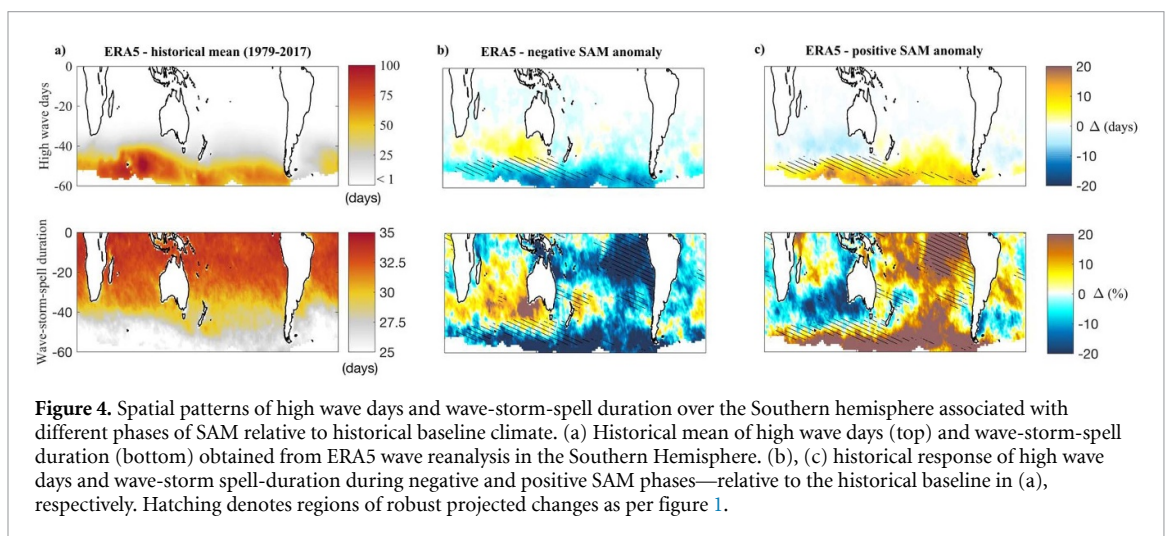 a) ERA5 - historical mean (1979-2017)
b) ERA5 - negative SAM anomaly
c) ERA5 - positive SAM anomaly
High wave days
0
-20
-40
-60
100
75
50
25
< 1
(days)
20
10
0 Δ (days)
-10
-20
Wave-storm-spell duration
0
-20
-40
-60
35
32.5
30
27.5
25
(days)
20
10
0 Δ (%)
-10
-20
Figure 4. Spatial patterns of high wave days and wave-storm-spell duration over the Southern hemisphere associated with
different phases of SAM relative to historical baseline climate. (a) Historical mean of high wave days (top) and wave-storm-spell
duration (bottom) obtained from ERA5 wave reanalysis in the Southern Hemisphere. (b), (c) historical response of high wave
days and wave-storm spell-duration during negative and positive SAM phases—relative to the historical baseline in (a),
respectively. Hatching denotes regions of robust projected changes as per figure 1.